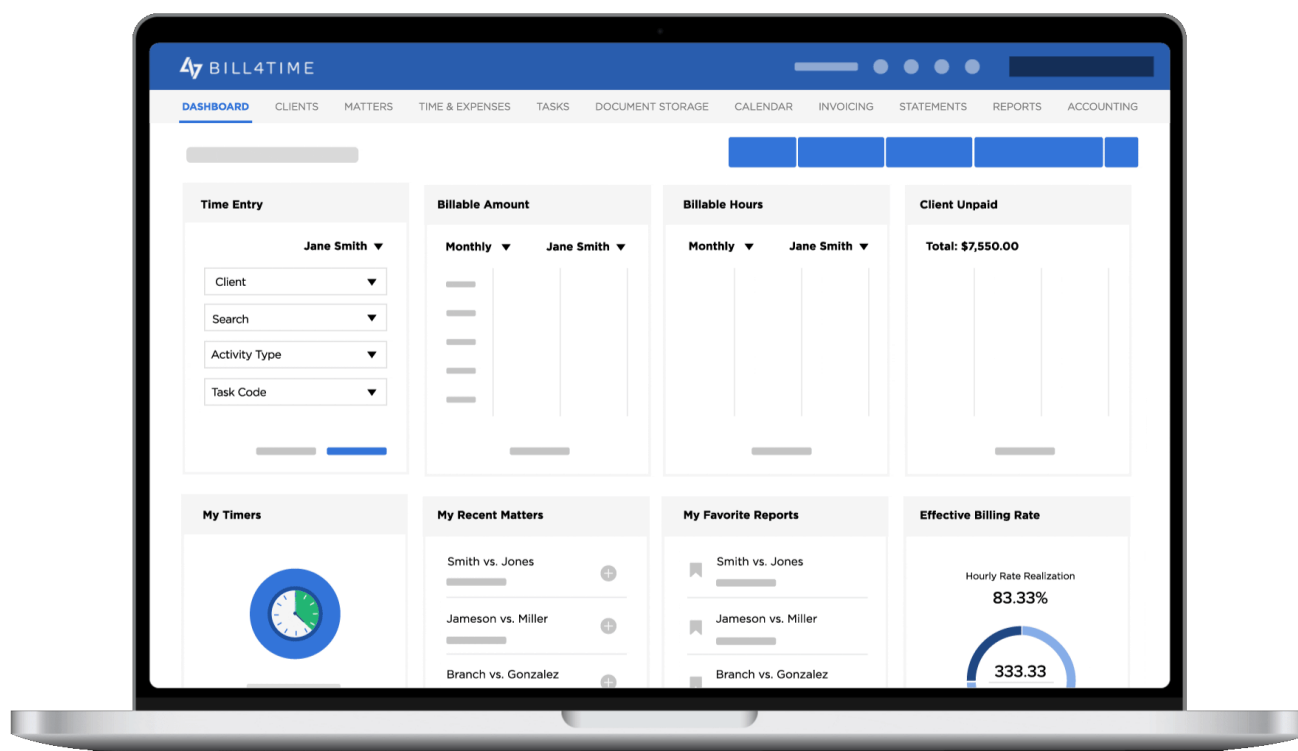 BILL4TIME
DASHBOARD CLIENTS MATTERS TIME & EXPENSES TASKS DOCUMENT STORAGE CALENDAR INVOICING STATEMENTS REPORTS ACCOUNTING
Time Entry
Jane Smith
Client
Search
Activity Type
Task Code
Billable Amount
Monthly Jane Smith
Billable Hours
Monthly Jane Smith
Client Unpaid
Total: $7,550.00
My Timers
My Recent Matters
Smith vs. Jones
Jameson vs. Miller
Branch vs. Gonzalez
My Favorite Reports
Smith vs. Jones
Jameson vs. Miller
Branch vs. Gonzalez
Effective Billing Rate
Hourly Rate Realization
83.33%
333.33